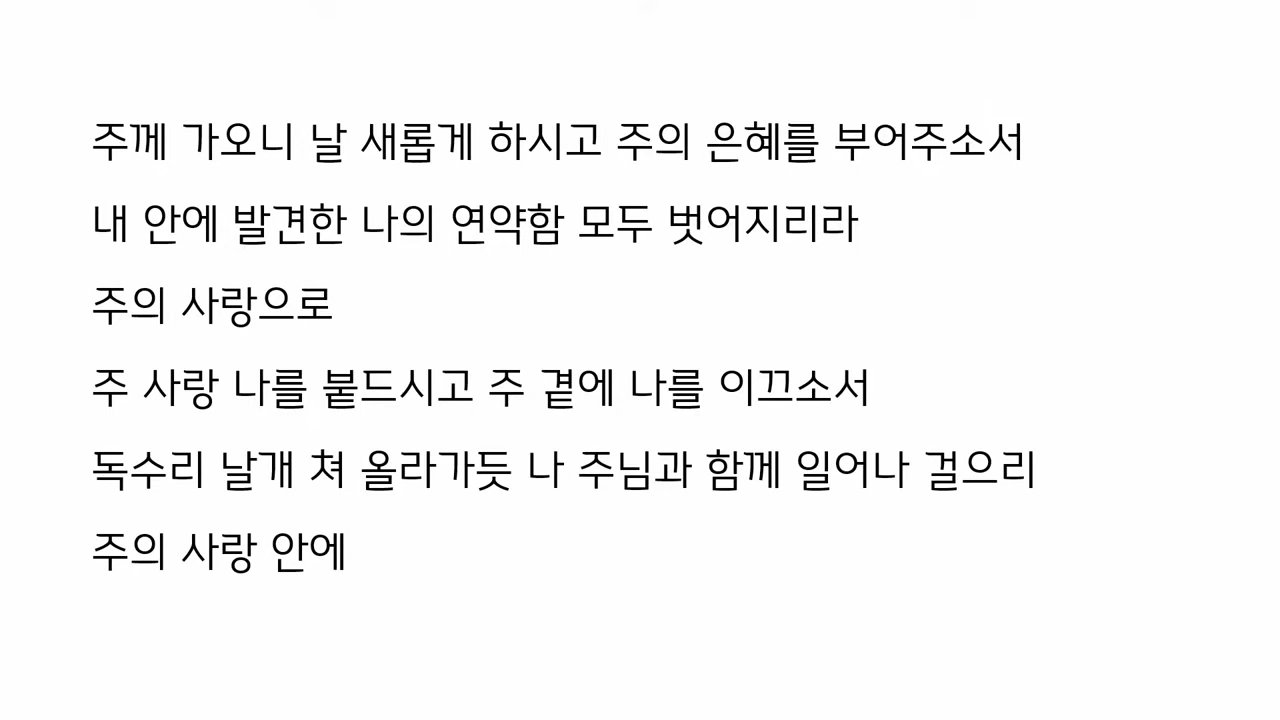 주께 가오니 날 새롭게 하시고 주의 은혜를 부어주소서
내 안에 발견한 나의 연약함 모두 벗어지리라
주의 사랑으로
주 사랑 나를 붙드시고 주 곁에 나를 이끄소서
독수리 날개 쳐 올라가듯 나 주님과 함께 일어나 걸으리
주의 사랑 안에